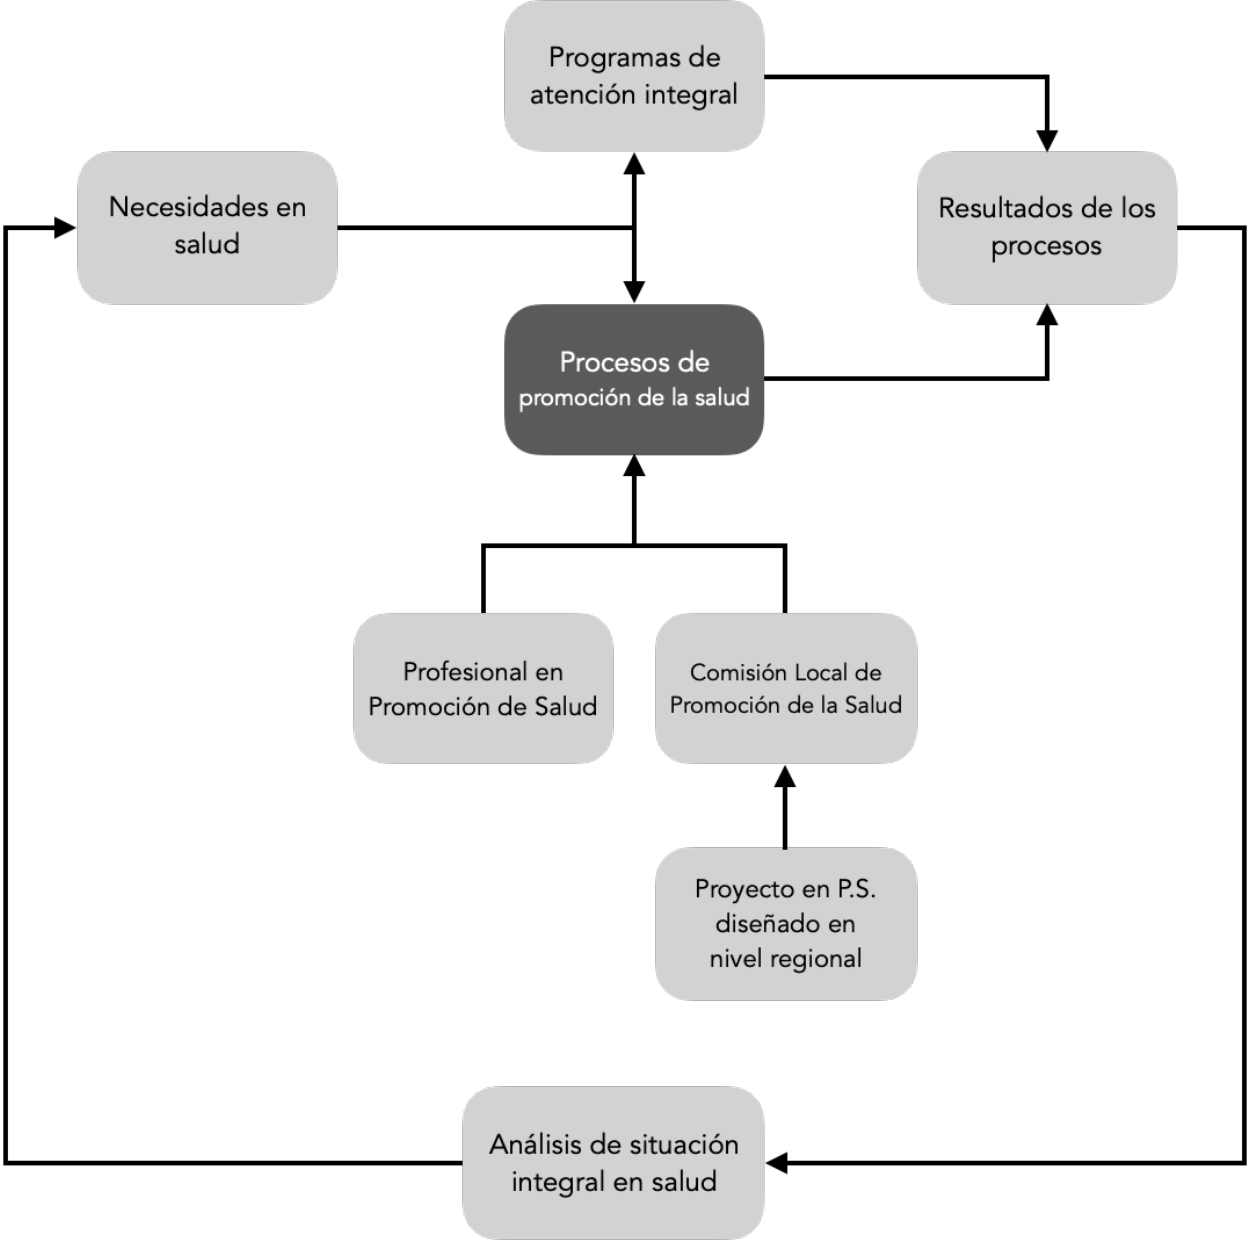 Programas de
atención integral
Necesidades en
salud
Resultados de los
procesos
Procesos de
promoción de la salud
Profesional en
Promoción de Salud
Comisión Local de
Promoción de la Salud
Proyecto en P.S.
diseñado en
nivel regional
Análisis de situación
integral en salud